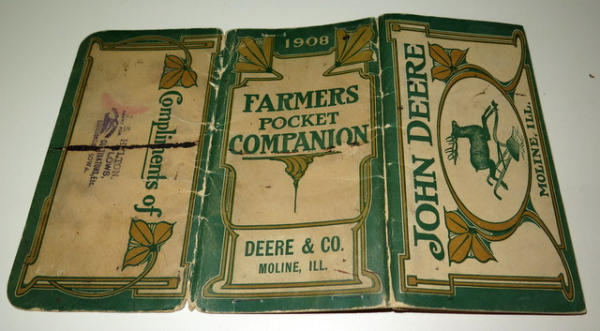 Compliments of
1908
FARMERS
POCKET
COMPANION
DEERE & CO.
MOLINE, ILL.
JOHN DEERE
MOLINE, ILL.